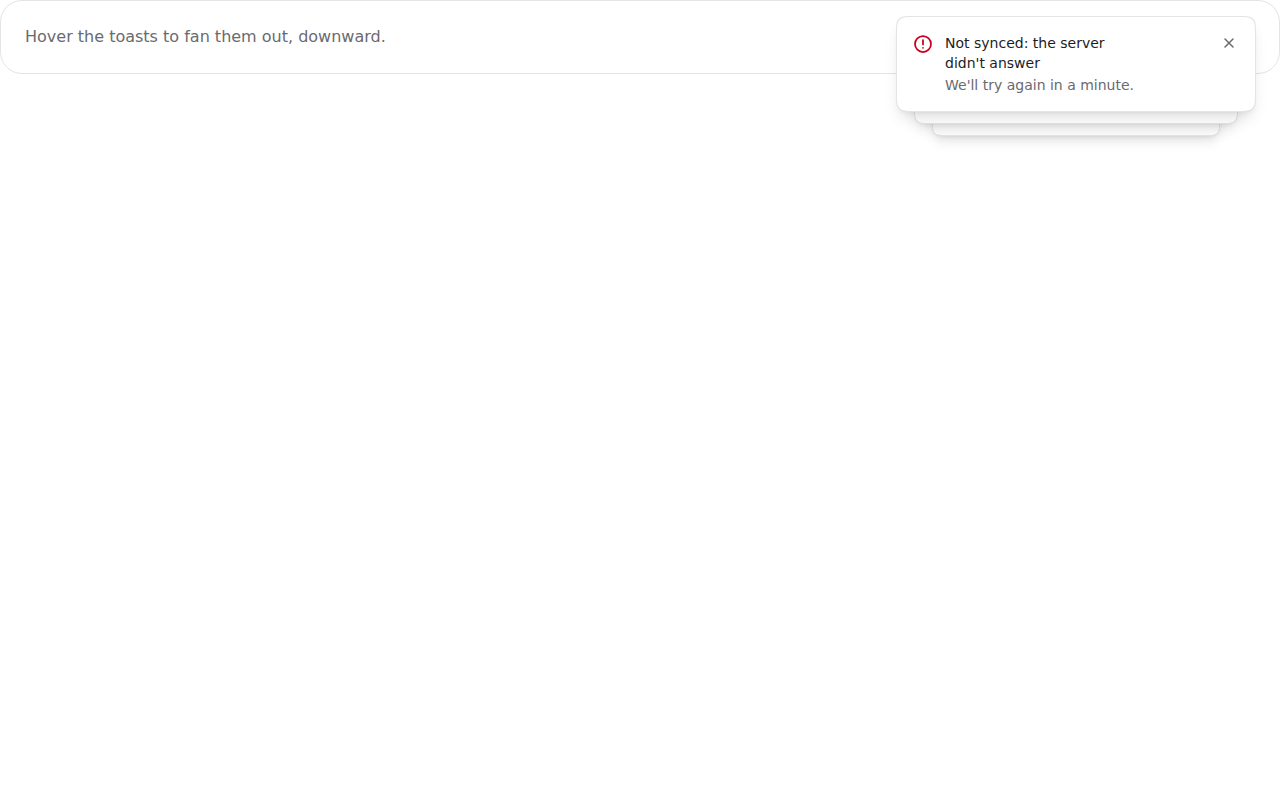 Hover the toasts to fan them out, downward.
Not synced: the server
didn't answer
We'll try again in a minute.